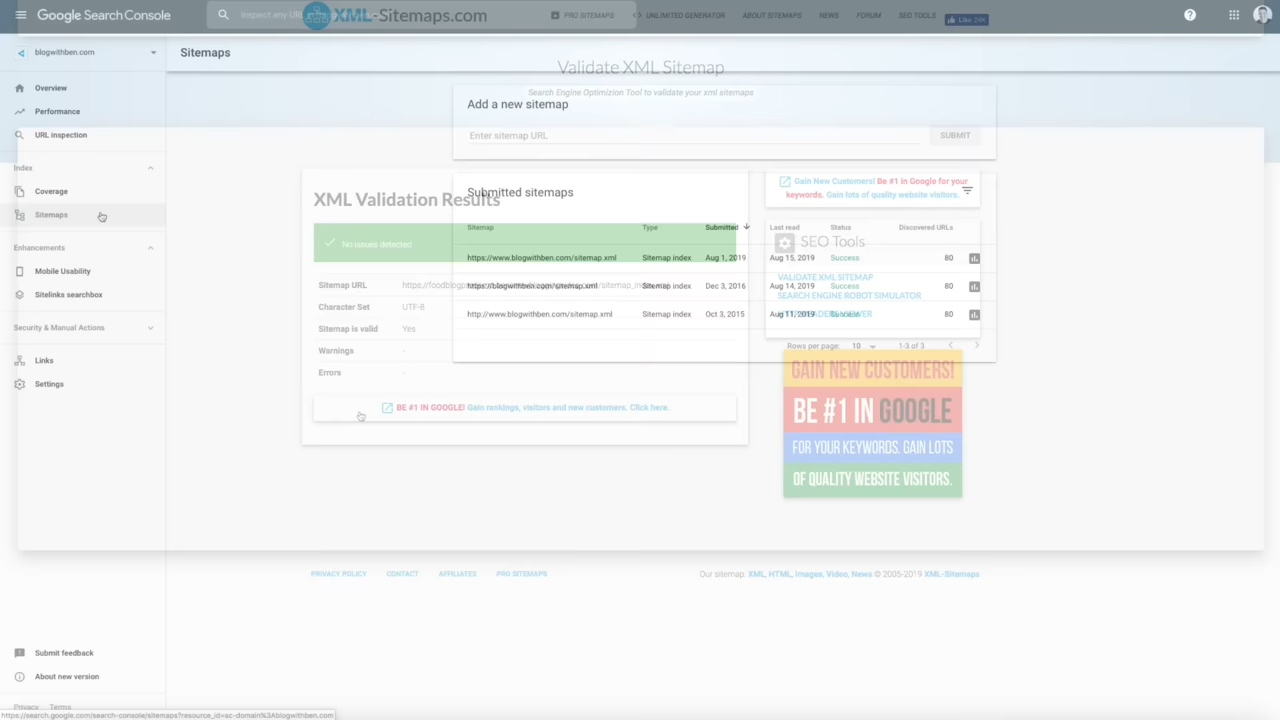 Google Search Console
Inspect any URL
XML-Sitemaps.com
PRO SITEMAPS
UNLIMITED GENERATOR
ABOUT SITEMAPS
NEWS
FORUM
SEO TOOLS
Like 29K
blogwithben.com
Sitemaps
Overview
Performance
URL inspection
Index
Coverage
Sitemaps
Enhancements
Mobile Usability
Sitelinks searchbox
Security & Manual Actions
Links
Settings
Submit feedback
About new version
Privacy Terms
https://search.google.com/search-console/sitemaps?resource_id=sc-domain%3Ablogwithben.com
Validate XML Sitemap
Search Engine Optimizion Tool to validate your xml sitemaps
Add a new sitemap
Enter sitemap URL
SUBMIT
Submitted sitemaps
Sitemap Type Submitted Last read Status Discovered URLs
https://www.blogwithben.com/sitemap.xml Sitemap index Aug 1, 2019 Aug 15, 2019 Success 80
https://blogwithben.com/sitemap.xml Sitemap index Dec 3, 2016 Aug 14, 2019 Success 80
http://www.blogwithben.com/sitemap.xml Sitemap index Oct 3, 2015 Aug 11, 2019 Success 80
Rows per page: 10 1-3 of 3
XML Validation Results
No issues detected
Sitemap URL
Character Set UTF-8
Sitemap is valid Yes
Warnings -
Errors -
BE #1 IN GOOGLE! Gain rankings, visitors and new customers. Click here.
Gain New Customers! Be #1 in Google for your
keywords. Gain lots of quality website visitors.
SEO Tools
VALIDATE XML SITEMAP
SEARCH ENGINE ROBOT SIMULATOR
VIEWER
GAIN NEW CUSTOMERS!
BE #1 IN GOOGLE
FOR YOUR KEYWORDS. GAIN LOTS
OF QUALITY WEBSITE VISITORS.
PRIVACY POLICY CONTACT AFFILIATES PRO SITEMAPS
Our sitemap: XML, HTML, Images, Video, News © 2005-2019 XML-Sitemaps